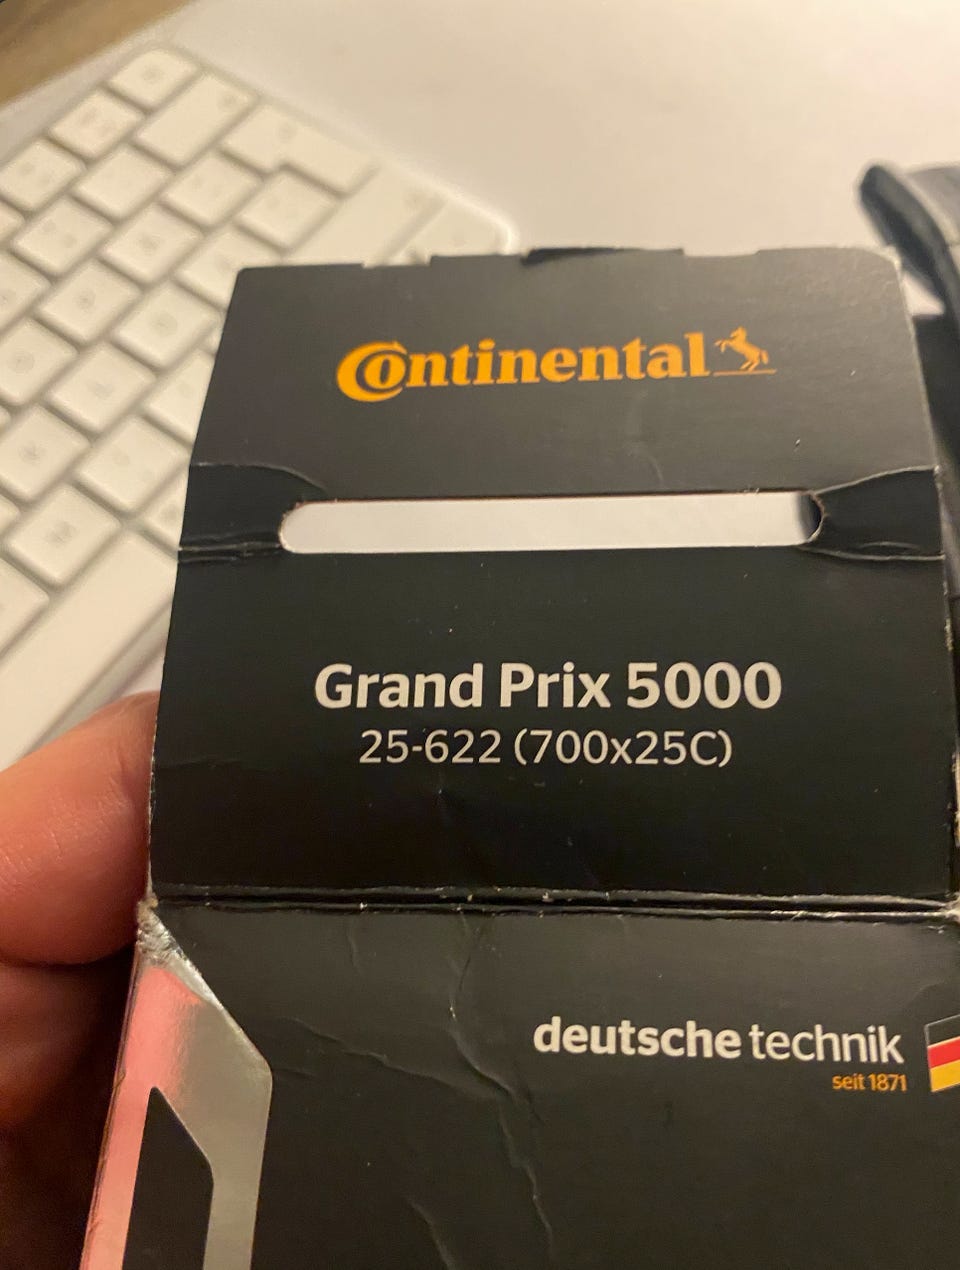 Continental
Grand Prix 5000
25-622 (700x25C)
deutsche technik
seit 1871